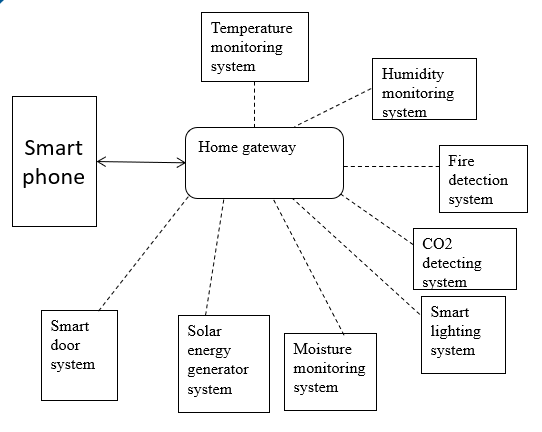 Temperature
monitoring
system
Humidity
monitoring
system
Smart
phone
Home gateway
Fire
detection
system
CO2
detecting
system
Smart
lighting
system
Smart
door
system
Solar
energy
generator
system
Moisture
monitoring
system